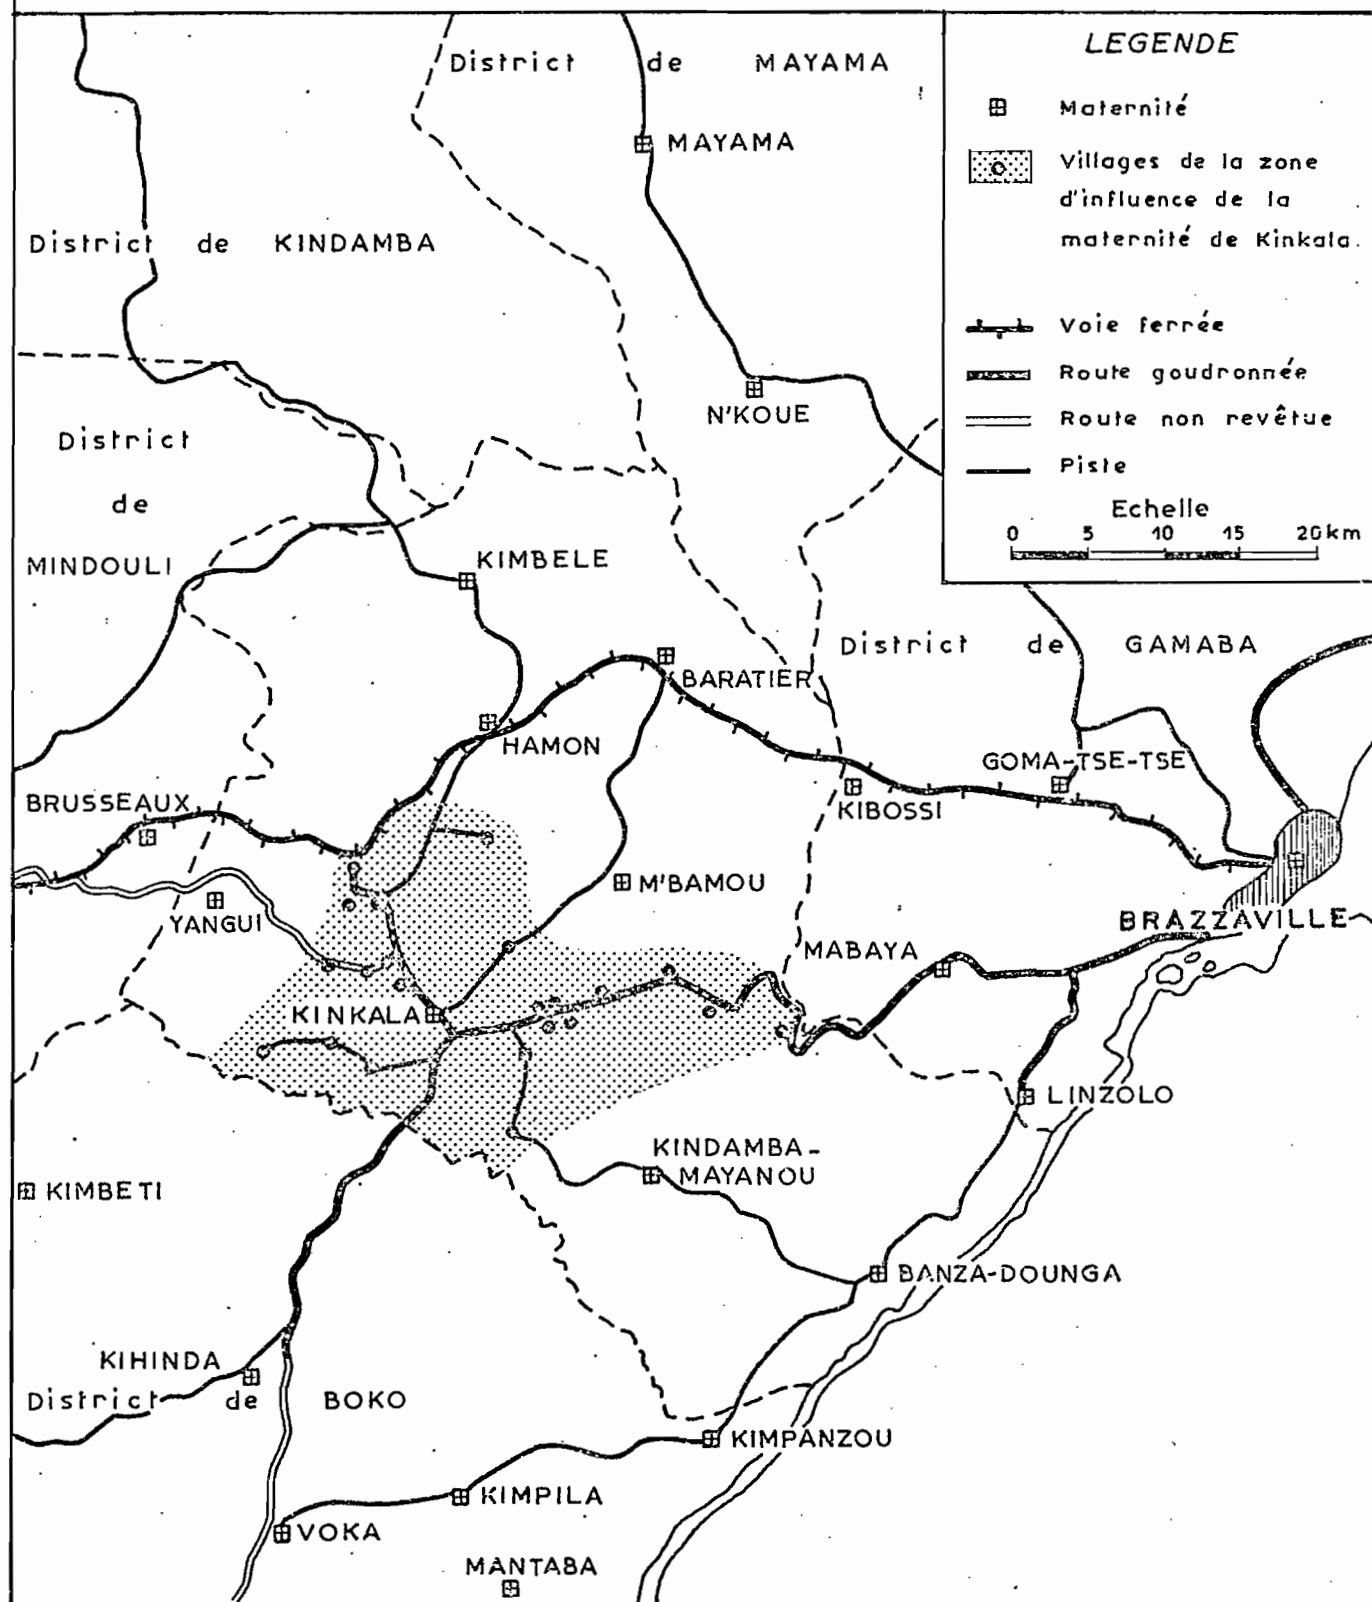 District de MAYAMA
MAYAMA
District de KINDAMBA
N'KOUE
District
de
MINDOULI
KIMBELE
District de GAMABA
BARATIER
HAMON
GOMA-TSE-TSE
KIBOSSI
BRUSSEAUX
M'BAMOU
YANGUI
BRAZZAVILLE
MABAYA
KINKALA
LINZOLO
KINDAMBA-
MAYANOU
KIMBETI
BANZA-DOUNGA
KIHINDA
District de BOKO
KIMPANZOU
KIMPILA
VOKA
MANTABA
LEGENDE
Maternité
Villages de la zone
d'influence de la
maternité de Kinkala.
Voie ferrée
Route goudronnée
Route non revêtue
Piste
Echelle
0 5 10 15 20km